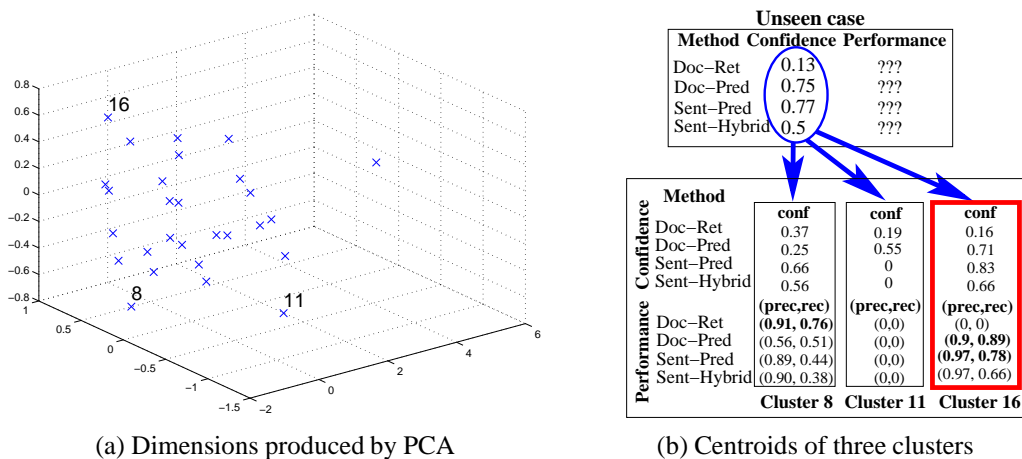 0.8
0.6
0.4
0.2
0
−0.2
−0.4
−0.6
−0.8
1
0.5
0
−0.5
−1
−1.5
−2
0
2
4
6
16
8
11
(a) Dimensions produced by PCA
Unseen case
Method Confidence Performance
Doc−Ret 0.13 ???
Doc−Pred 0.75 ???
Sent−Pred 0.77 ???
Sent−Hybrid 0.5 ???
Method
Confidence
conf conf conf
Doc−Ret 0.37 0.19 0.16
Doc−Pred 0.25 0.55 0.71
Sent−Pred 0.66 0 0.83
Sent−Hybrid 0.56 0 0.66
Performance
(prec,rec) (prec,rec) (prec,rec)
Doc−Ret (0.91, 0.76) (0,0) (0, 0)
Doc−Pred (0.56, 0.51) (0,0) (0.9, 0.89)
Sent−Pred (0.89, 0.44) (0,0) (0.97, 0.78)
Sent−Hybrid (0.90, 0.38) (0,0) (0.97, 0.66)
Cluster 8 Cluster 11 Cluster 16
(b) Centroids of three clusters